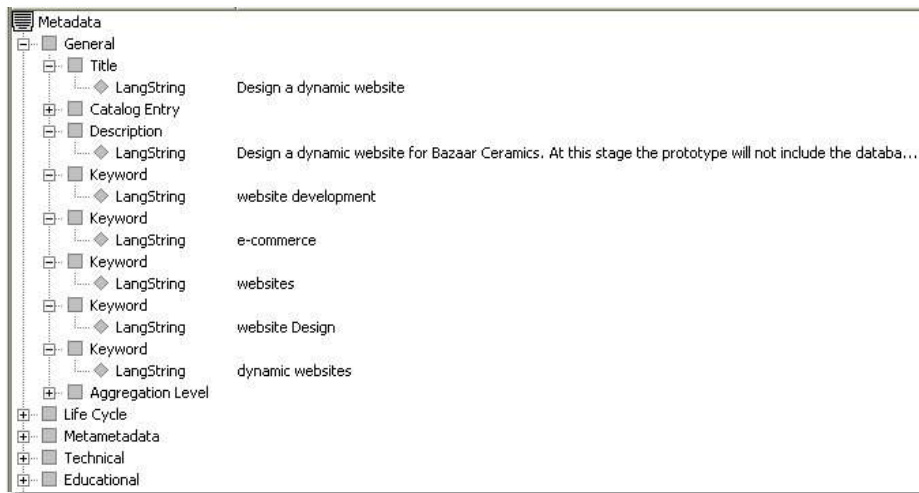 Metadata
General
Title
LangString Design a dynamic website
Catalog Entry
Description
LangString Design a dynamic website for Bazaar Ceramics. At this stage the prototype will not include the databa...
Keyword
LangString website development
Keyword
LangString e-commerce
Keyword
LangString websites
Keyword
LangString website Design
Keyword
LangString dynamic websites
Aggregation Level
Life Cycle
Metametadata
Technical
Educational